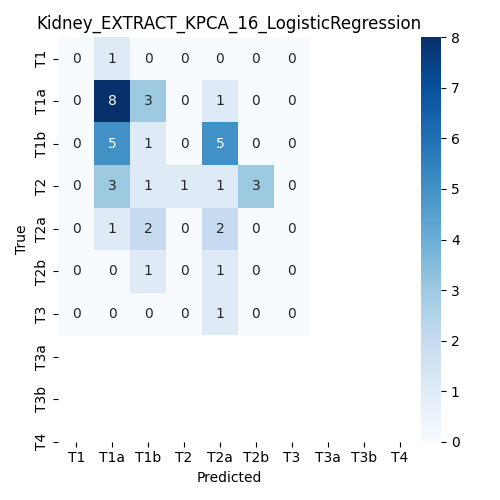 Kidney_EXTRACT_KPCA_16_LogisticRegression
T1 0 1 0 0 0 0 0
T1a 0 8 3 0 1 0 0
T1b 0 5 1 0 5 0 0
T2 0 3 1 1 1 3 0
T2a 0 1 2 0 2 0 0
T2b 0 0 1 0 1 0 0
T3 0 0 0 0 1 0 0
T3a
T3b
T4
T1 T1a T1b T2 T2a T2b T3 T3a T3b T4
Predicted
True
8
7
6
5
4
3
2
1
0